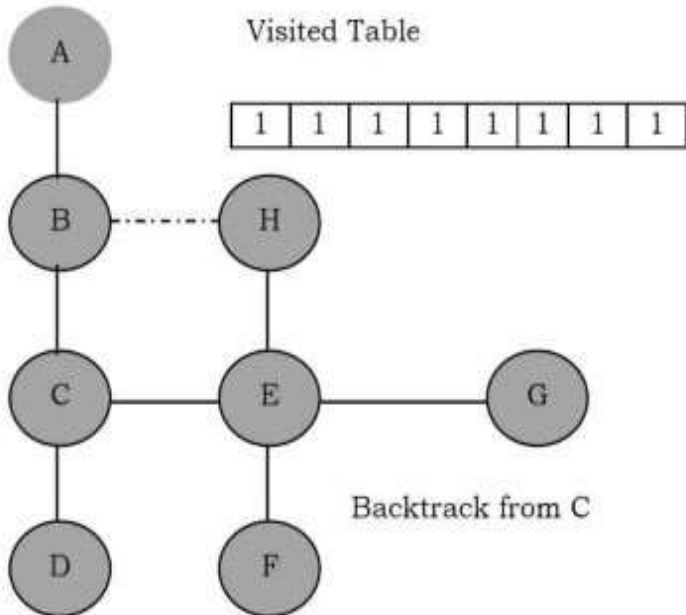 A
Visited Table
1 1 1 1 1 1 1 1
B H
C E G
Backtrack from C
D F